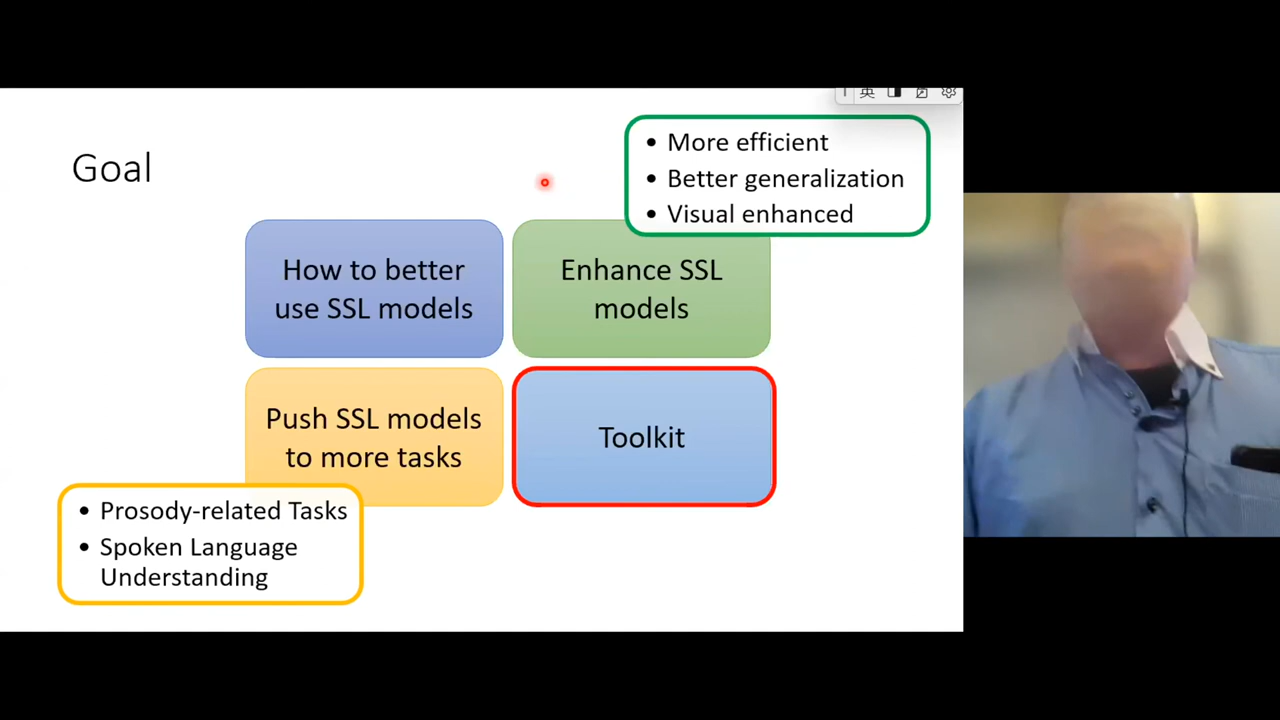 英
Goal
• More efficient
• Better generalization
• Visual enhanced
How to better
use SSL models
Enhance SSL
models
Push SSL models
to more tasks
Toolkit
• Prosody-related Tasks
• Spoken Language
Understanding